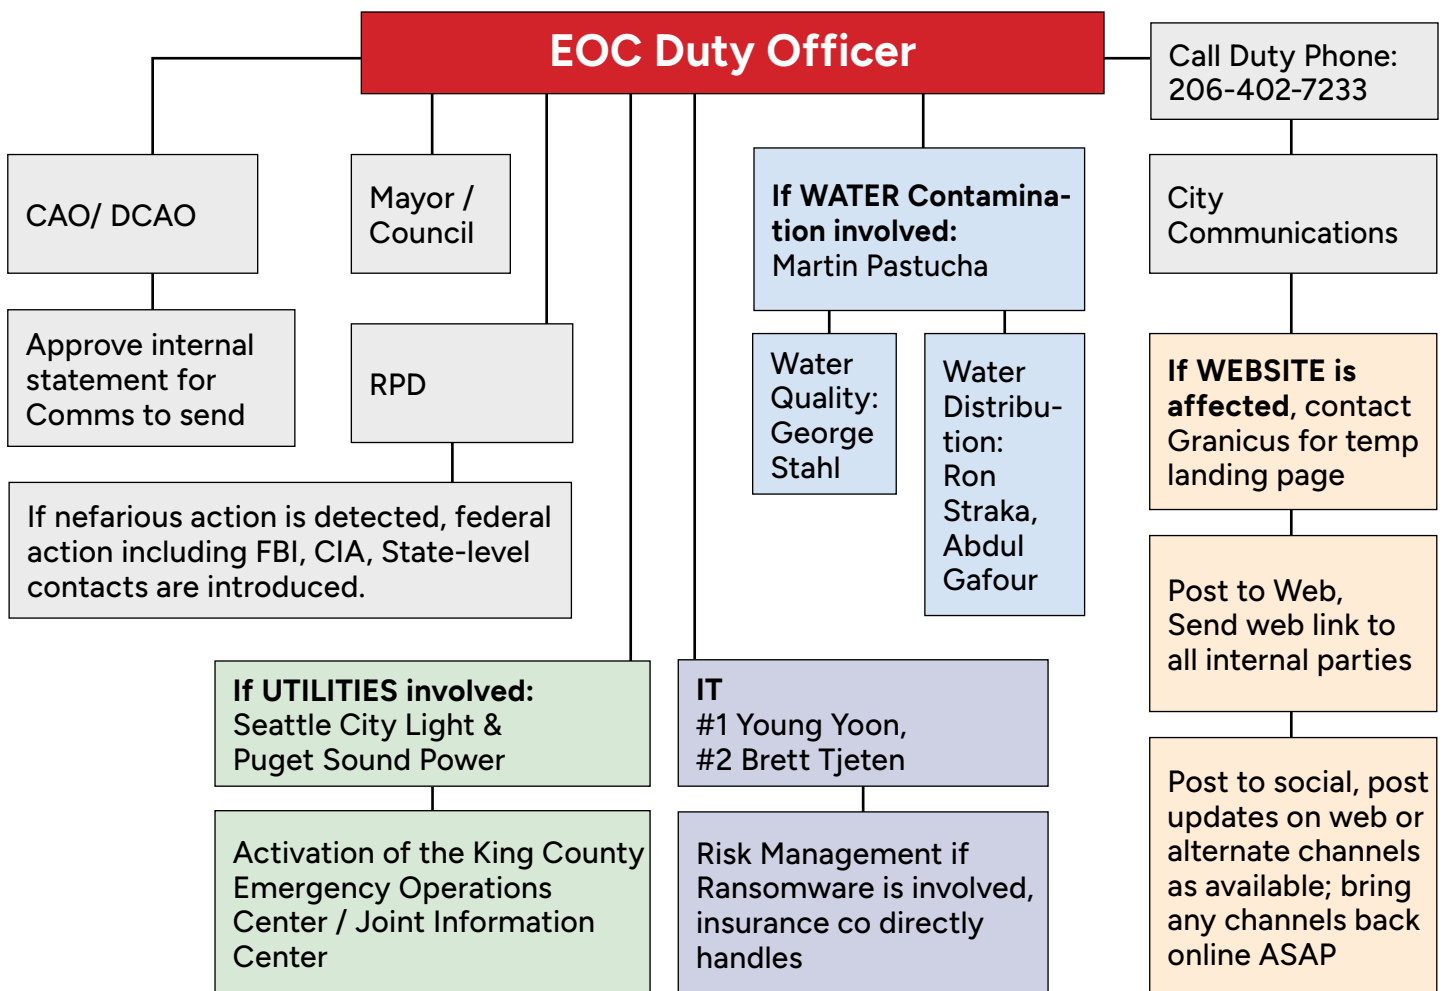 EOC Duty Officer
Call Duty Phone:
206-402-7233
CAO/ DCAO
Mayor /
Council
If WATER Contamina-
tion involved:
Martin Pastucha
City
Communications
Approve internal
statement for
Comms to send
RPD
Water
Quality:
George
Stahl
Water
Distribu-
tion:
Ron
Straka,
Abdul
Gafour
If WEBSITE is
affected, contact
Granicus for temp
landing page
If nefarious action is detected, federal
action including FBI, CIA, State-level
contacts are introduced.
Post to Web,
Send web link to
all internal parties
If UTILITIES involved:
Seattle City Light &
Puget Sound Power
IT
#1 Young Yoon,
#2 Brett Tjeten
Activation of the King County
Emergency Operations
Center / Joint Information
Center
Risk Management if
Ransomware is involved,
insurance co directly
handles
Post to social, post
updates on web or
alternate channels
as available; bring
any channels back
online ASAP